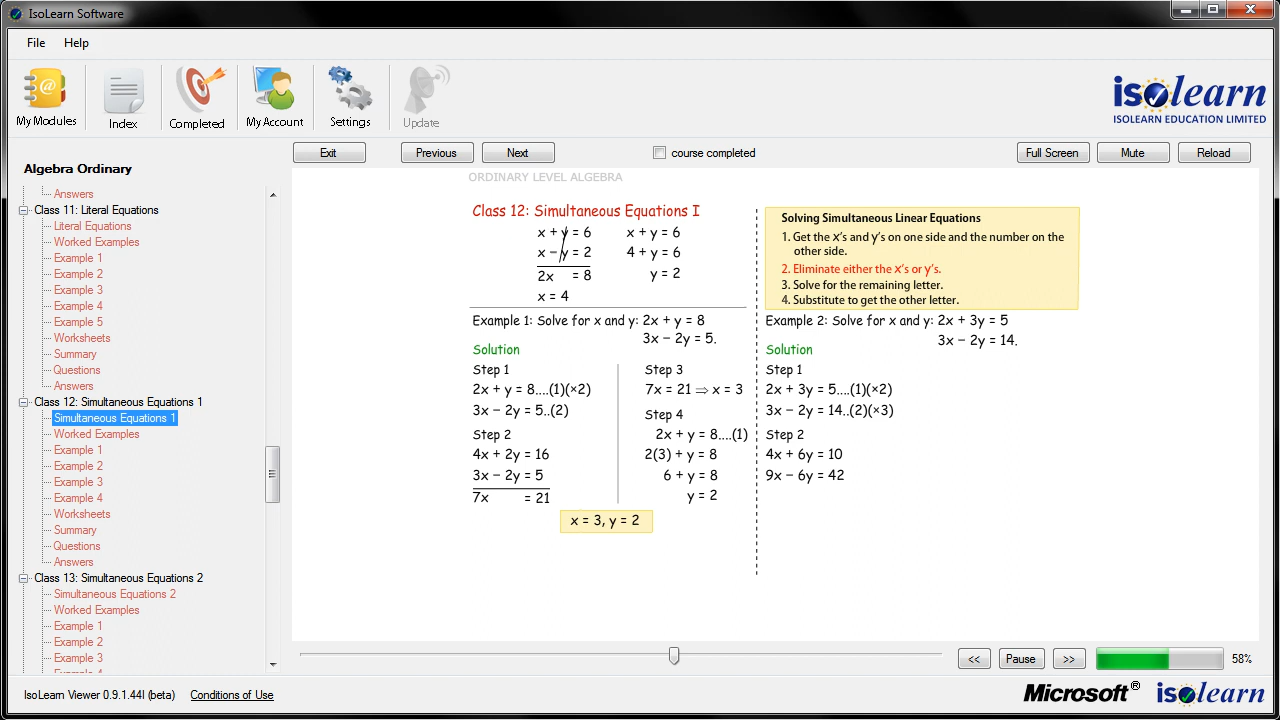 IsoLearn Software
File Help
My Modules Index Completed My Account Settings Update
isolearn
ISOLEARN EDUCATION LIMITED
Exit Previous Next course completed Full Screen Mute Reload
Algebra Ordinary
Answers
Class 11: Literal Equations
Literal Equations
Worked Examples
Example 1
Example 2
Example 3
Example 4
Example 5
Worksheets
Summary
Questions
Answers
Class 12: Simultaneous Equations 1
Simultaneous Equations 1
Worked Examples
Example 1
Example 2
Example 3
Example 4
Worksheets
Summary
Questions
Answers
Class 13: Simultaneous Equations 2
Simultaneous Equations 2
Worked Examples
Example 1
Example 2
Example 3
ORDINARY LEVEL ALGEBRA
Class 12: Simultaneous Equations I
x + y = 6
x − y = 2
2x = 8
x = 4
x + y = 6
4 + y = 6
y = 2
Solving Simultaneous Linear Equations
1. Get the x's and y's on one side and the number on the
other side.
2. Eliminate either the x's or y's.
3. Solve for the remaining letter.
4. Substitute to get the other letter.
Example 1: Solve for x and y: 2x + y = 8
3x − 2y = 5.
Solution
Step 1
2x + y = 8....(1)(×2)
3x − 2y = 5..(2)
Step 2
4x + 2y = 16
3x − 2y = 5
7x = 21
Step 3
7x = 21 ⇒ x = 3
Step 4
2x + y = 8....(1)
2(3) + y = 8
6 + y = 8
y = 2
x = 3, y = 2
Example 2: Solve for x and y: 2x + 3y = 5
3x − 2y = 14.
Solution
Step 1
2x + 3y = 5....(1)(×2)
3x − 2y = 14..(2)(×3)
Step 2
4x + 6y = 10
9x − 6y = 42
<< Pause >> 58%
IsoLearn Viewer 0.9.1.44I (beta) Conditions of Use
Microsoft® isolearn